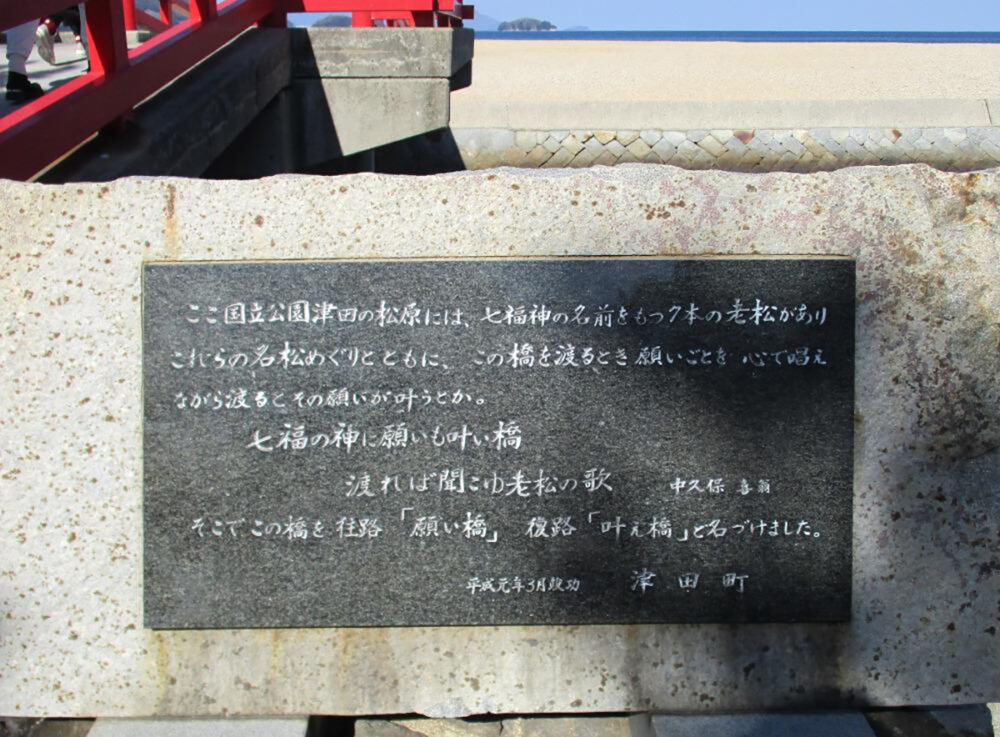 ここ国立公園津田の松原には、七福神の名前をもつ7本の老松があり
これらの名松めぐりとともに、この橋を渡るとき願いごとを心で唱え
ながら渡るとその願いが叶うとか。
七福の神に願いも叶い橋
渡れば聞こゆ老松の歌 中久保 喜翁
そこでこの橋を 往路「願い橋」 復路「叶え橋」と名づけました。
平成元年3月竣功 津田町